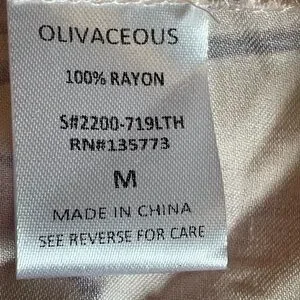 OLIVACEOUS
100% RAYON
S#2200-719LTH
RN#135773
M
MADE IN CHINA
SEE REVERSE FOR CARE